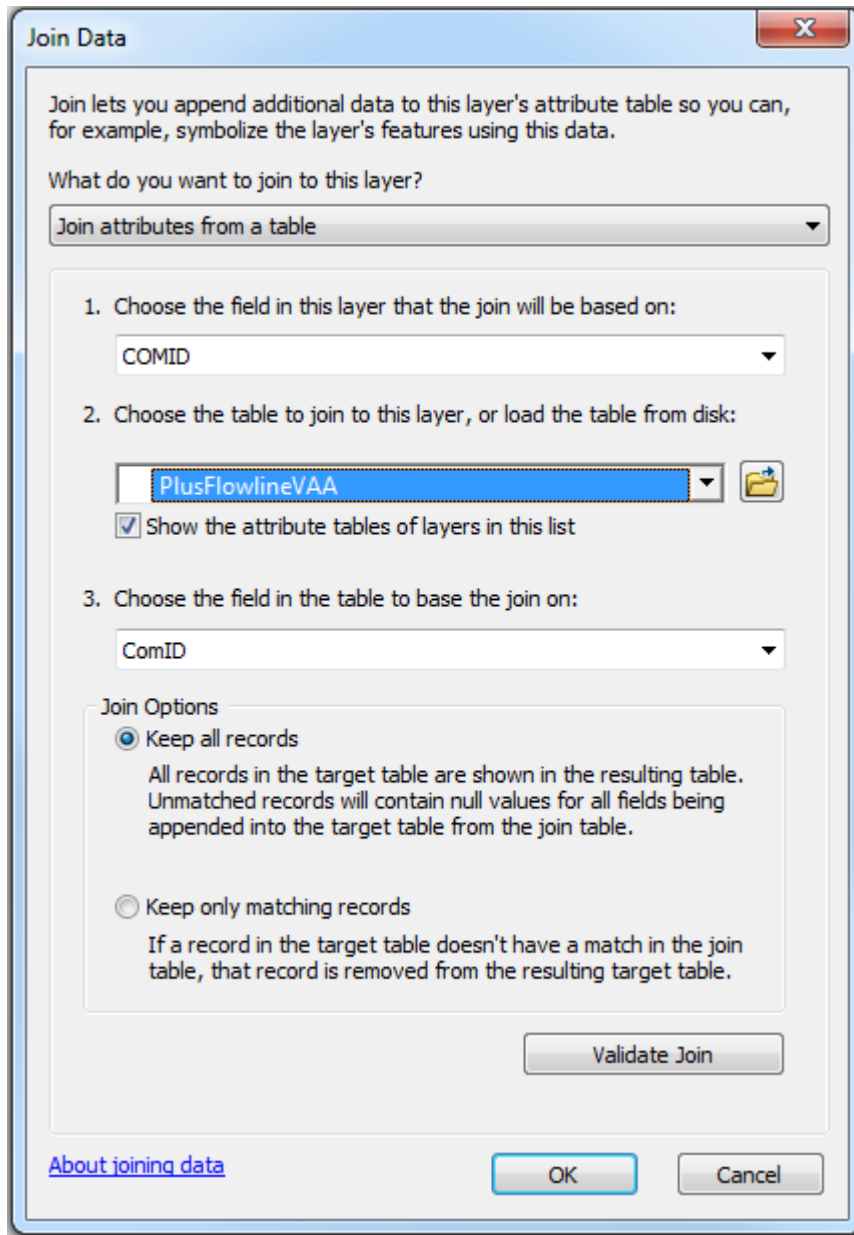 Join Data
Join lets you append additional data to this layer's attribute table so you can,
for example, symbolize the layer's features using this data.
What do you want to join to this layer?
Join attributes from a table
1. Choose the field in this layer that the join will be based on:
COMID
2. Choose the table to join to this layer, or load the table from disk:
PlusFlowlineVAA
Show the attribute tables of layers in this list
3. Choose the field in the table to base the join on:
ComID
Join Options
Keep all records
All records in the target table are shown in the resulting table.
Unmatched records will contain null values for all fields being
appended into the target table from the join table.
Keep only matching records
If a record in the target table doesn't have a match in the join
table, that record is removed from the resulting target table.
Validate Join
About joining data
OK
Cancel